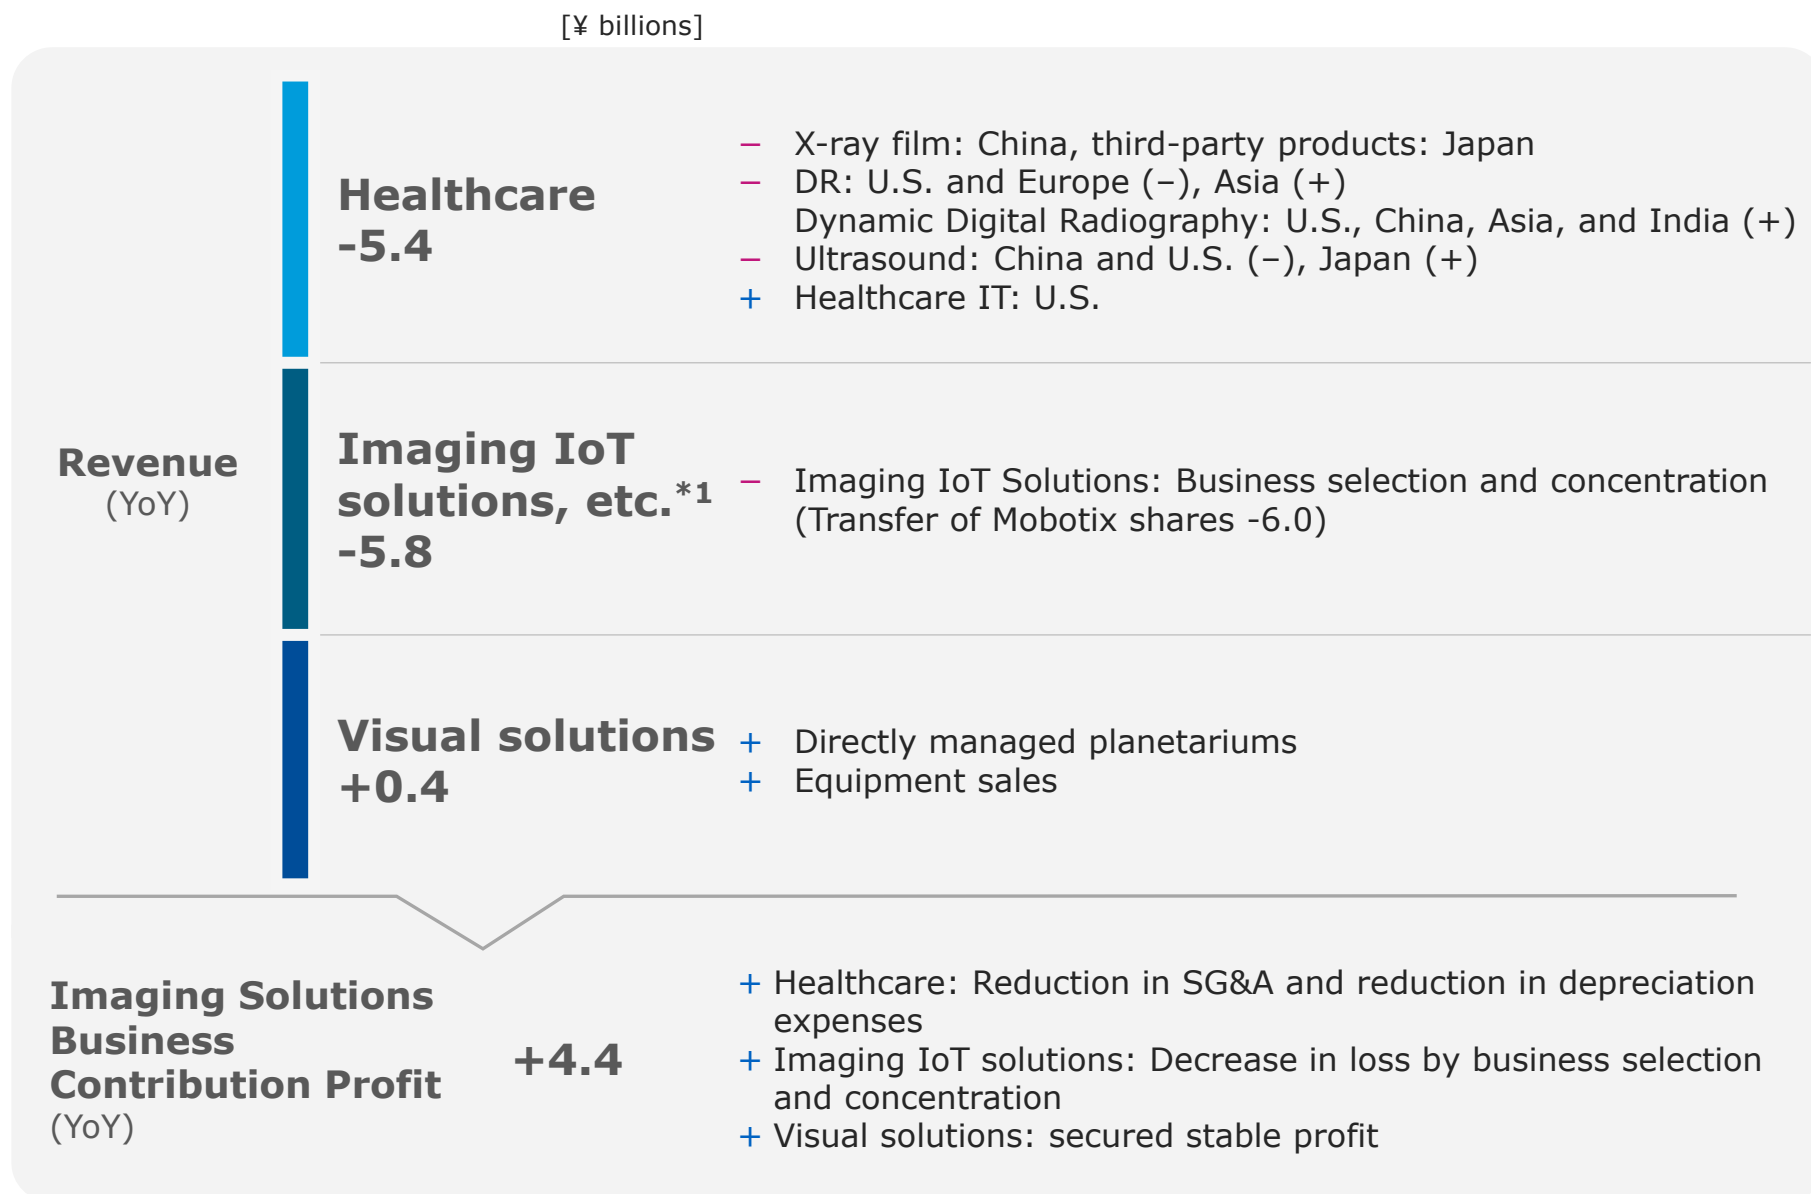 [¥ billions]
Revenue
(YoY)
Healthcare
-5.4
− X-ray film: China, third-party products: Japan
− DR: U.S. and Europe (–), Asia (+)
Dynamic Digital Radiography: U.S., China, Asia, and India (+)
− Ultrasound: China and U.S. (–), Japan (+)
+ Healthcare IT: U.S.
Imaging IoT
solutions, etc.*1
-5.8
− Imaging IoT Solutions: Business selection and concentration
(Transfer of Mobotix shares -6.0)
Visual solutions
+0.4
+ Directly managed planetariums
+ Equipment sales
Imaging Solutions
Business
Contribution Profit
(YoY)
+4.4
+ Healthcare: Reduction in SG&A and reduction in depreciation
expenses
+ Imaging IoT solutions: Decrease in loss by business selection
and concentration
+ Visual solutions: secured stable profit